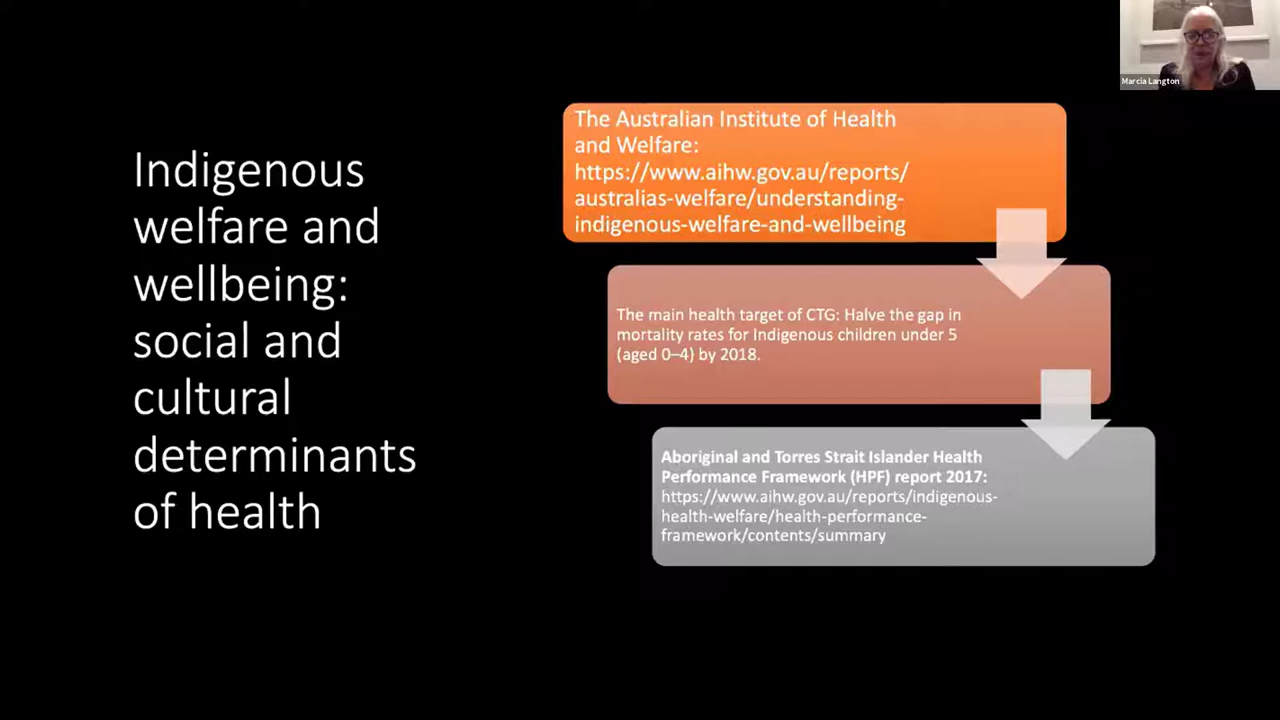 Marcia Langton
Indigenous
welfare and
wellbeing:
social and
cultural
determinants
of health
The Australian Institute of Health
and Welfare:
https://www.aihw.gov.au/reports/
australias-welfare/understanding-
indigenous-welfare-and-wellbeing
The main health target of CTG: Halve the gap in
mortality rates for Indigenous children under 5
(aged 0–4) by 2018.
Aboriginal and Torres Strait Islander Health
Performance Framework (HPF) report 2017:
https://www.aihw.gov.au/reports/indigenous-
health-welfare/health-performance-
framework/contents/summary